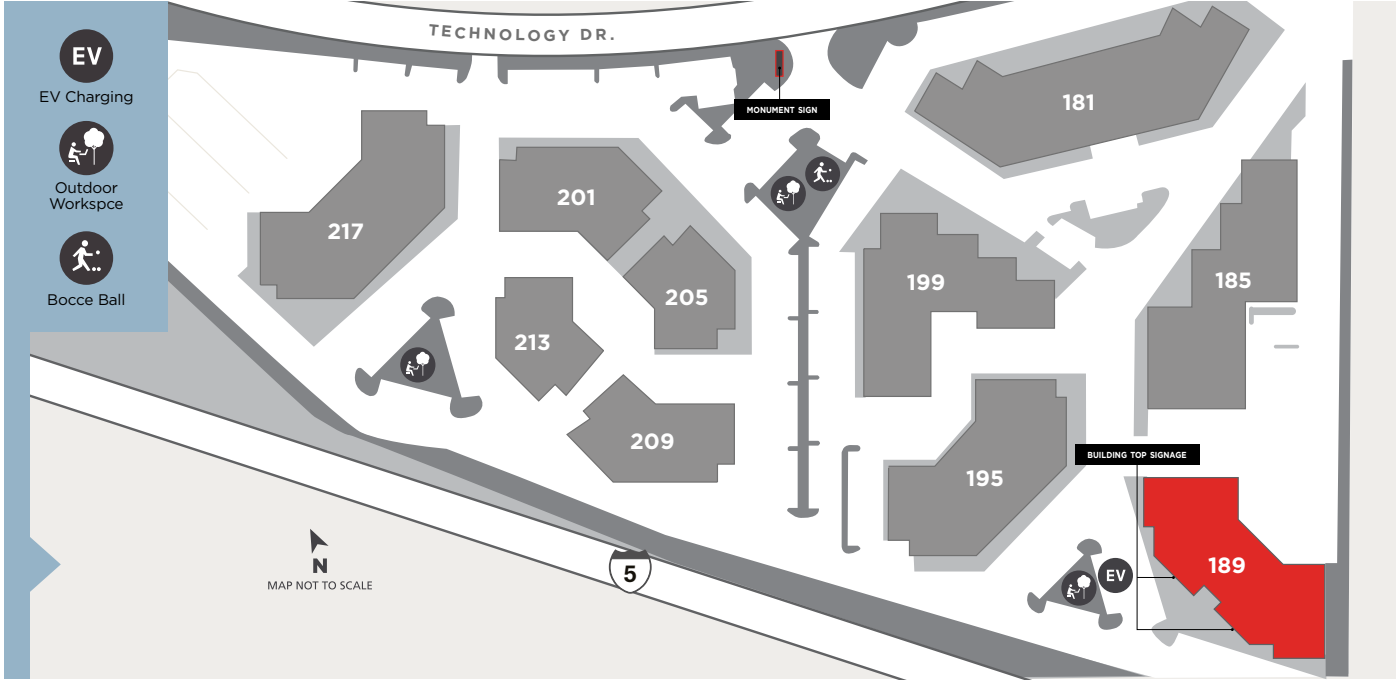 EV
EV Charging
Outdoor
Workspce
Bocce Ball
TECHNOLOGY DR.
MONUMENT SIGN
181
201
217
205
199
185
213
209
195
BUILDING TOP SIGNAGE
189
EV
5
N
MAP NOT TO SCALE